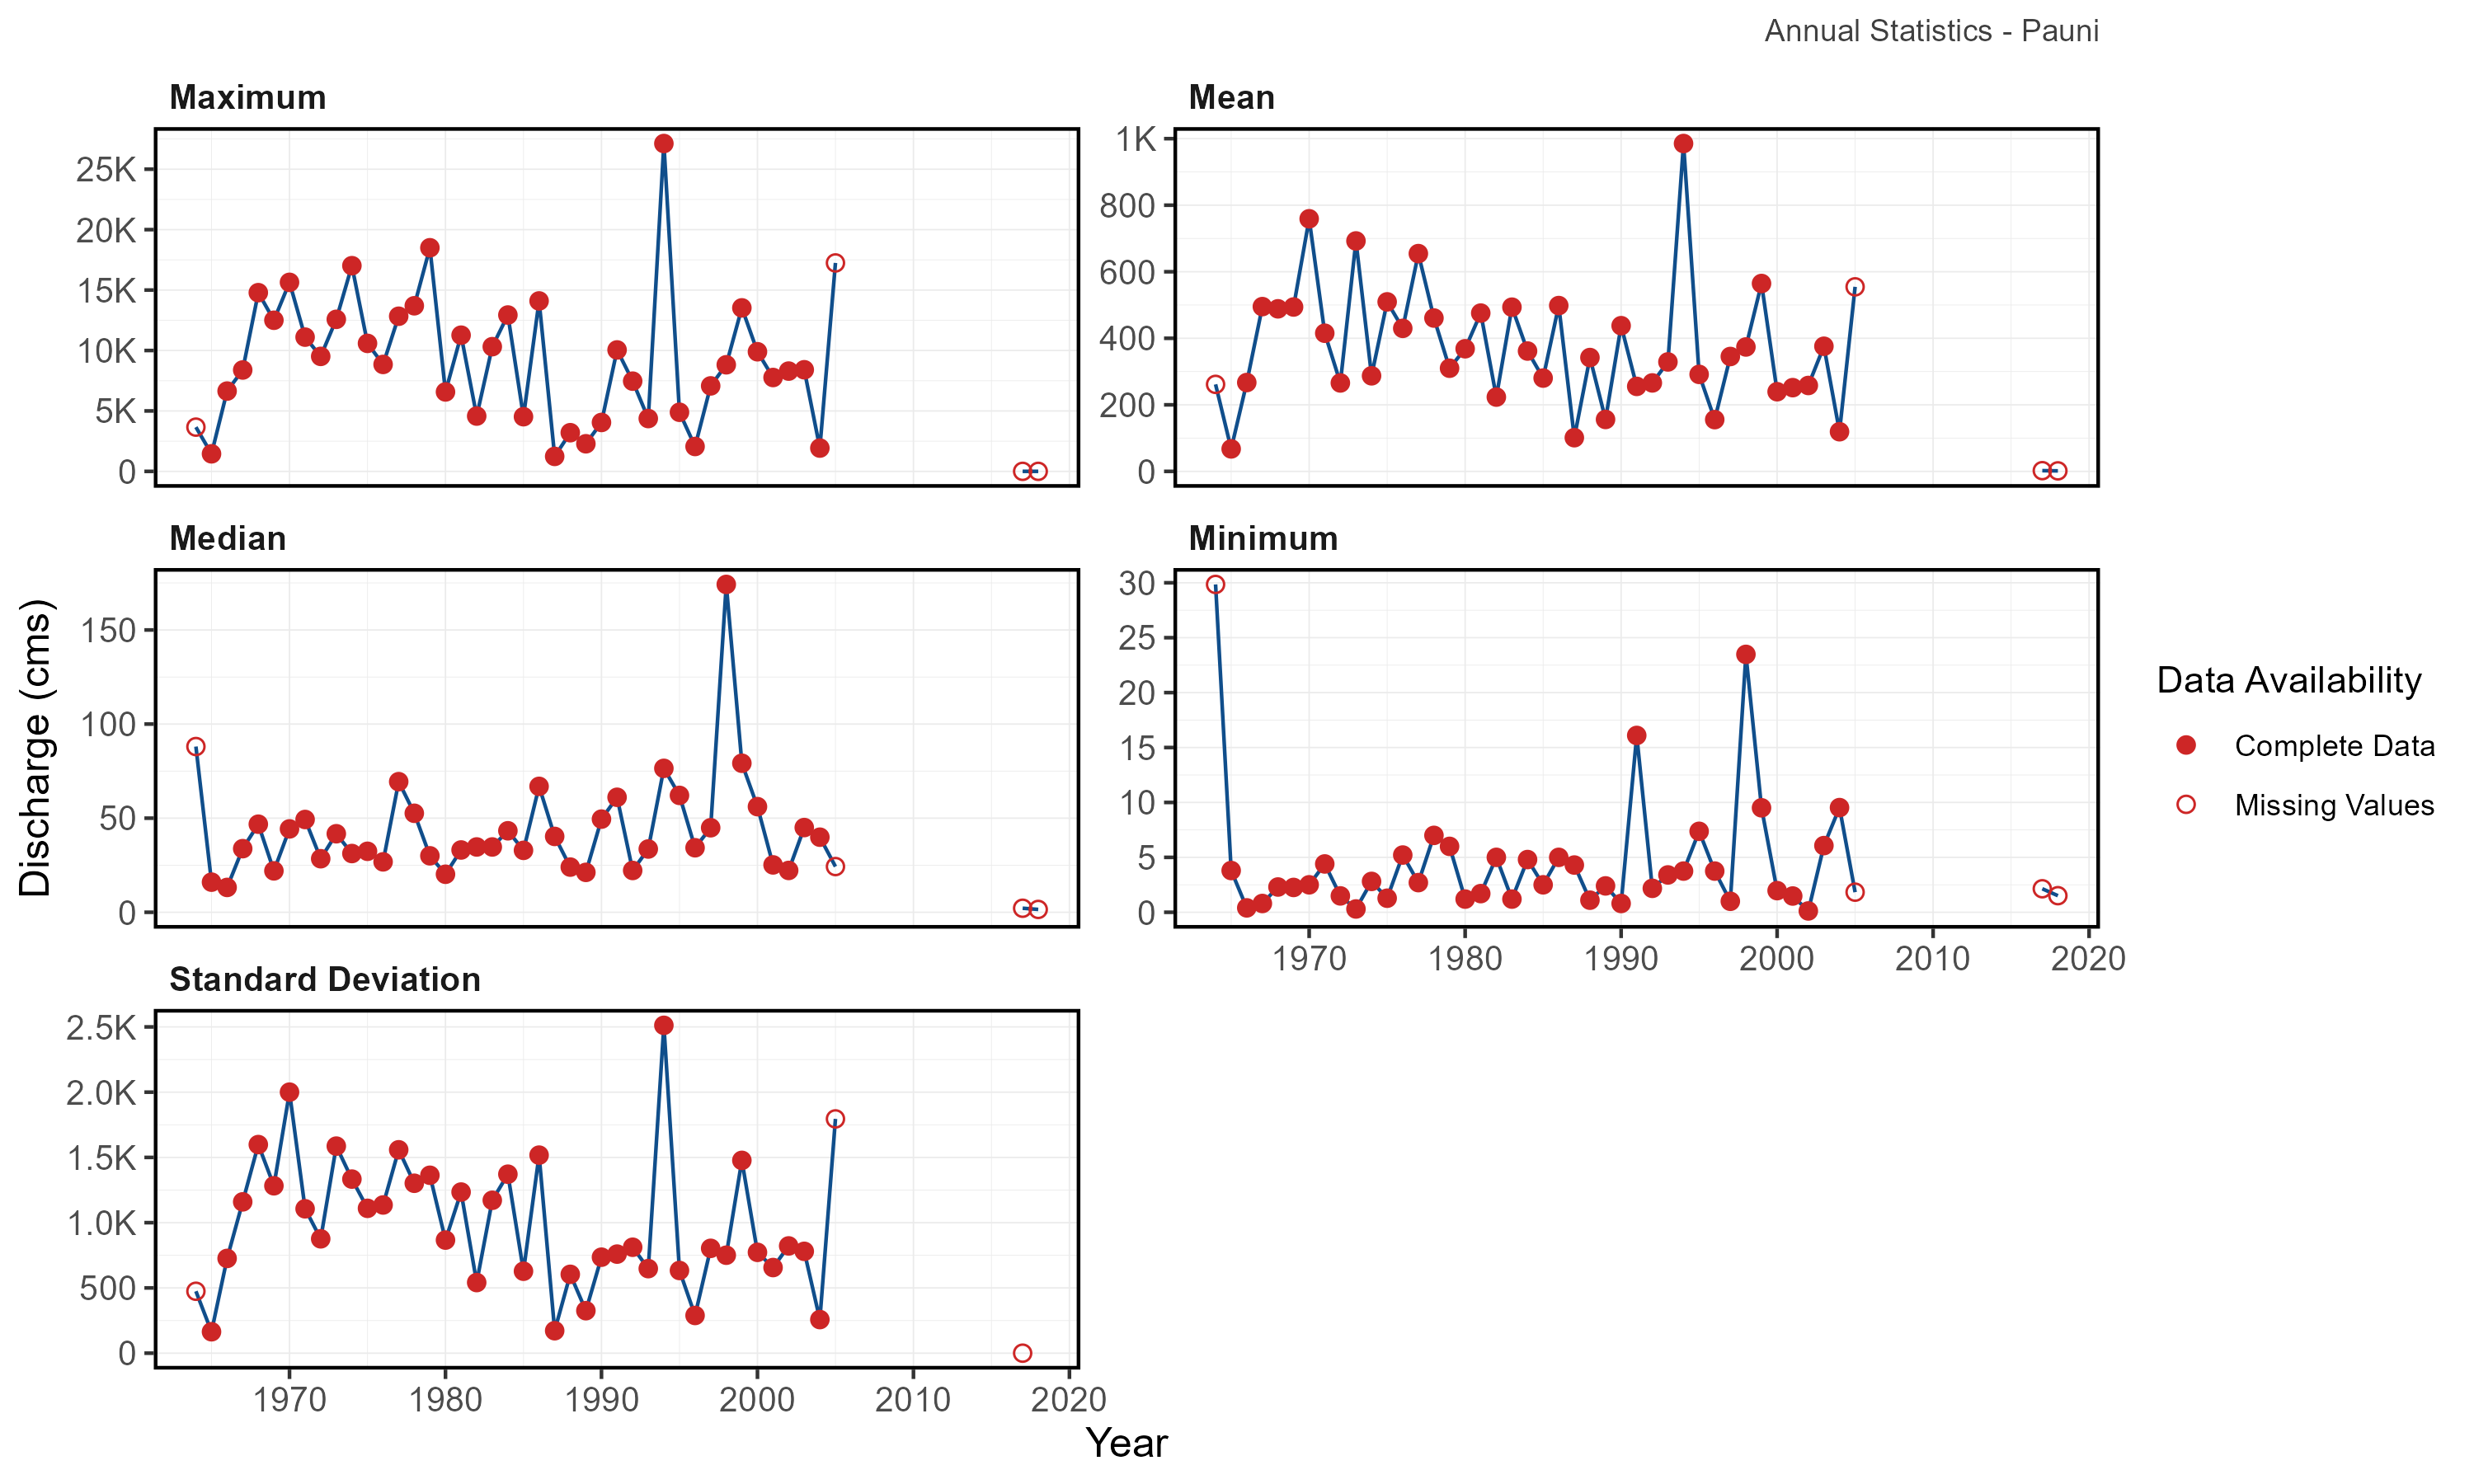 Annual Statistics - Pauni
Maximum
25K
20K
15K
10K
5K
0
Mean
1K
800
600
400
200
0
Discharge (cms)
Median
150
100
50
0
Minimum
30
25
20
15
10
5
0
1970 1980 1990 2000 2010 2020
Data Availability
Complete Data
Missing Values
Standard Deviation
2.5K
2.0K
1.5K
1.0K
500
0
1970 1980 1990 2000 2010 2020
Year